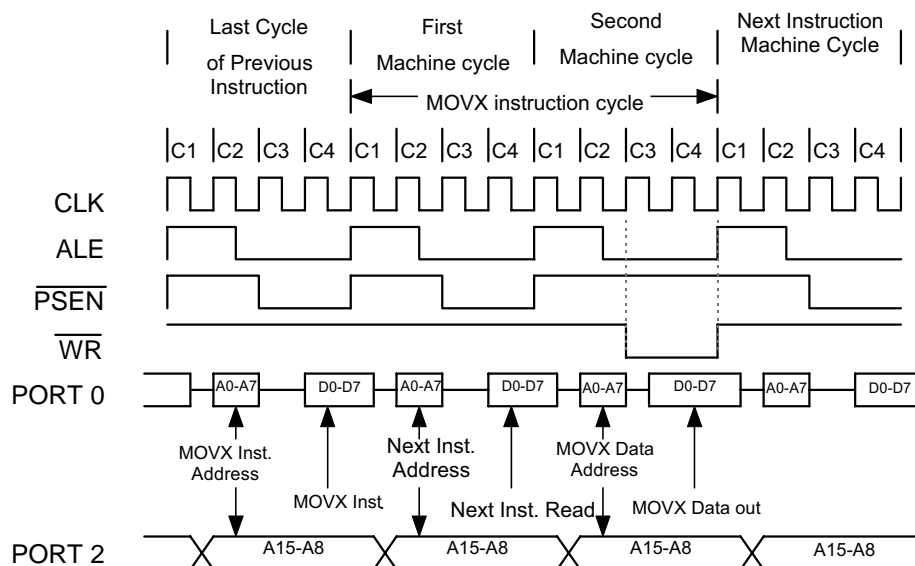 Last Cycle
of Previous
Instruction
First
Machine cycle
Second
Machine cycle
Next Instruction
Machine Cycle
MOVX instruction cycle
C1 C2 C3 C4 C1 C2 C3 C4 C1 C2 C3 C4 C1 C2 C3 C4
CLK
ALE
PSEN
WR
PORT 0
A0-A7 D0-D7 A0-A7 D0-D7 A0-A7 D0-D7 A0-A7 D0-D7
MOVX Inst.
Address
MOVX Inst.
Next Inst.
Address
Next Inst. Read
MOVX Data
Address
MOVX Data out
PORT 2
A15-A8 A15-A8 A15-A8 A15-A8